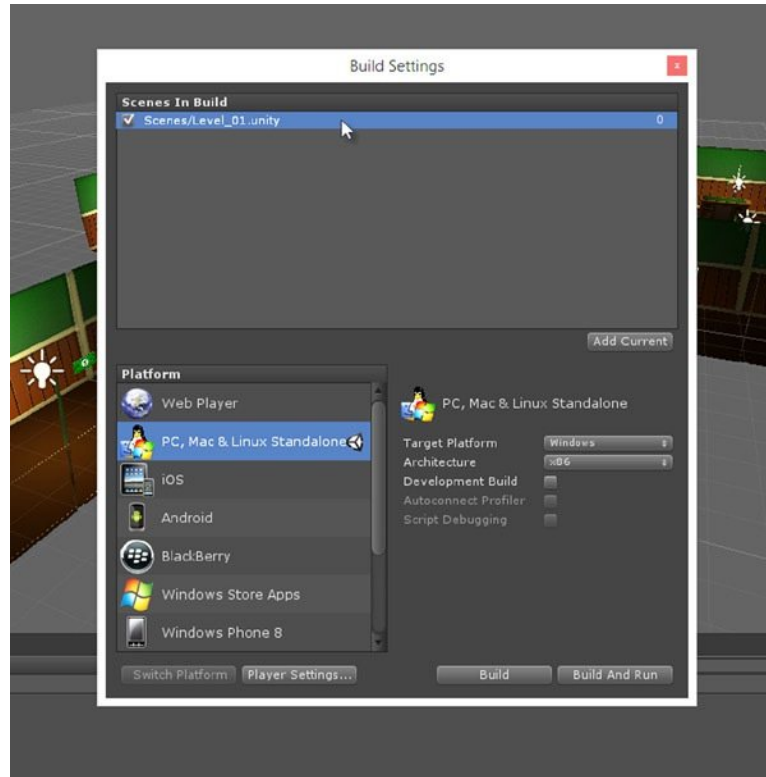 Build Settings
x
Scenes In Build
Scenes/Level_01.unity 0
Add Current
Platform
Web Player
PC, Mac & Linux Standalone
iOS
Android
BlackBerry
Windows Store Apps
Windows Phone 8
PC, Mac & Linux Standalone
Target Platform Windows
Architecture x86
Development Build
Autoconnect Profiler
Script Debugging
Switch Platform Player Settings... Build Build And Run